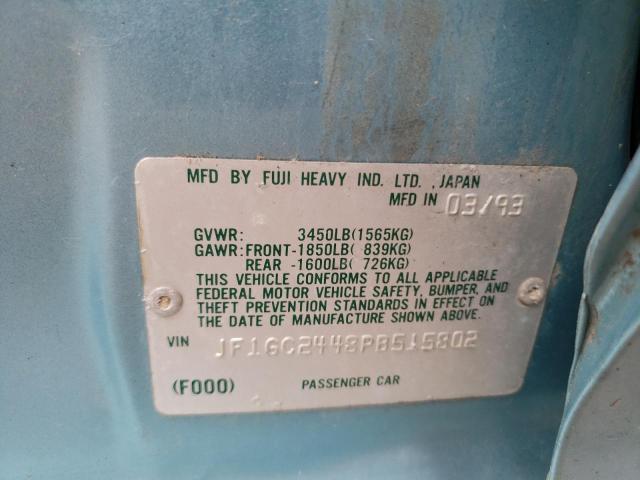 MFD BY FUJI HEAVY IND. LTD., JAPAN
MFD IN 03/93
GVWR: 3450LB(1565KG)
GAWR: FRONT-1850LB( 839KG)
REAR -1600LB( 726KG)
THIS VEHICLE CONFORMS TO ALL APPLICABLE
FEDERAL MOTOR VEHICLE SAFETY, BUMPER, AND
THEFT PREVENTION STANDARDS IN EFFECT ON
THE DATE OF MANUFACTURE SHOWN ABOVE.
VIN JF1GC2448PB515802
(F000) PASSENGER CAR